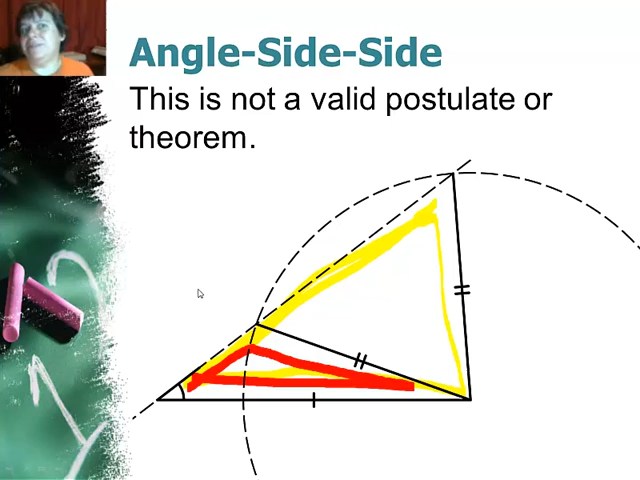 Angle-Side-Side
This is not a valid postulate or
theorem.